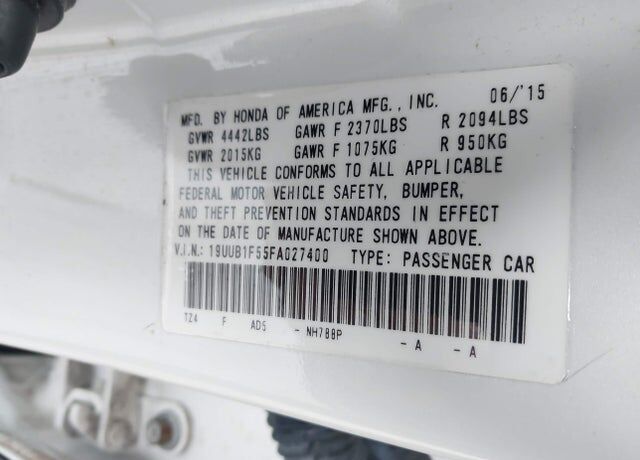 MFD. BY HONDA OF AMERICA MFG., INC. 06/'15
GVWR 4442LBS GAWR F 2370LBS R 2094LBS
GVWR 2015KG GAWR F 1075KG R 950KG
THIS VEHICLE CONFORMS TO ALL APPLICABLE
FEDERAL MOTOR VEHICLE SAFETY, BUMPER,
AND THEFT PREVENTION STANDARDS IN EFFECT
ON THE DATE OF MANUFACTURE SHOWN ABOVE.
V.I.N.: 19UUB1F55FA027400 TYPE: PASSENGER CAR
TZ4 F AD5 - NH788P - A - A